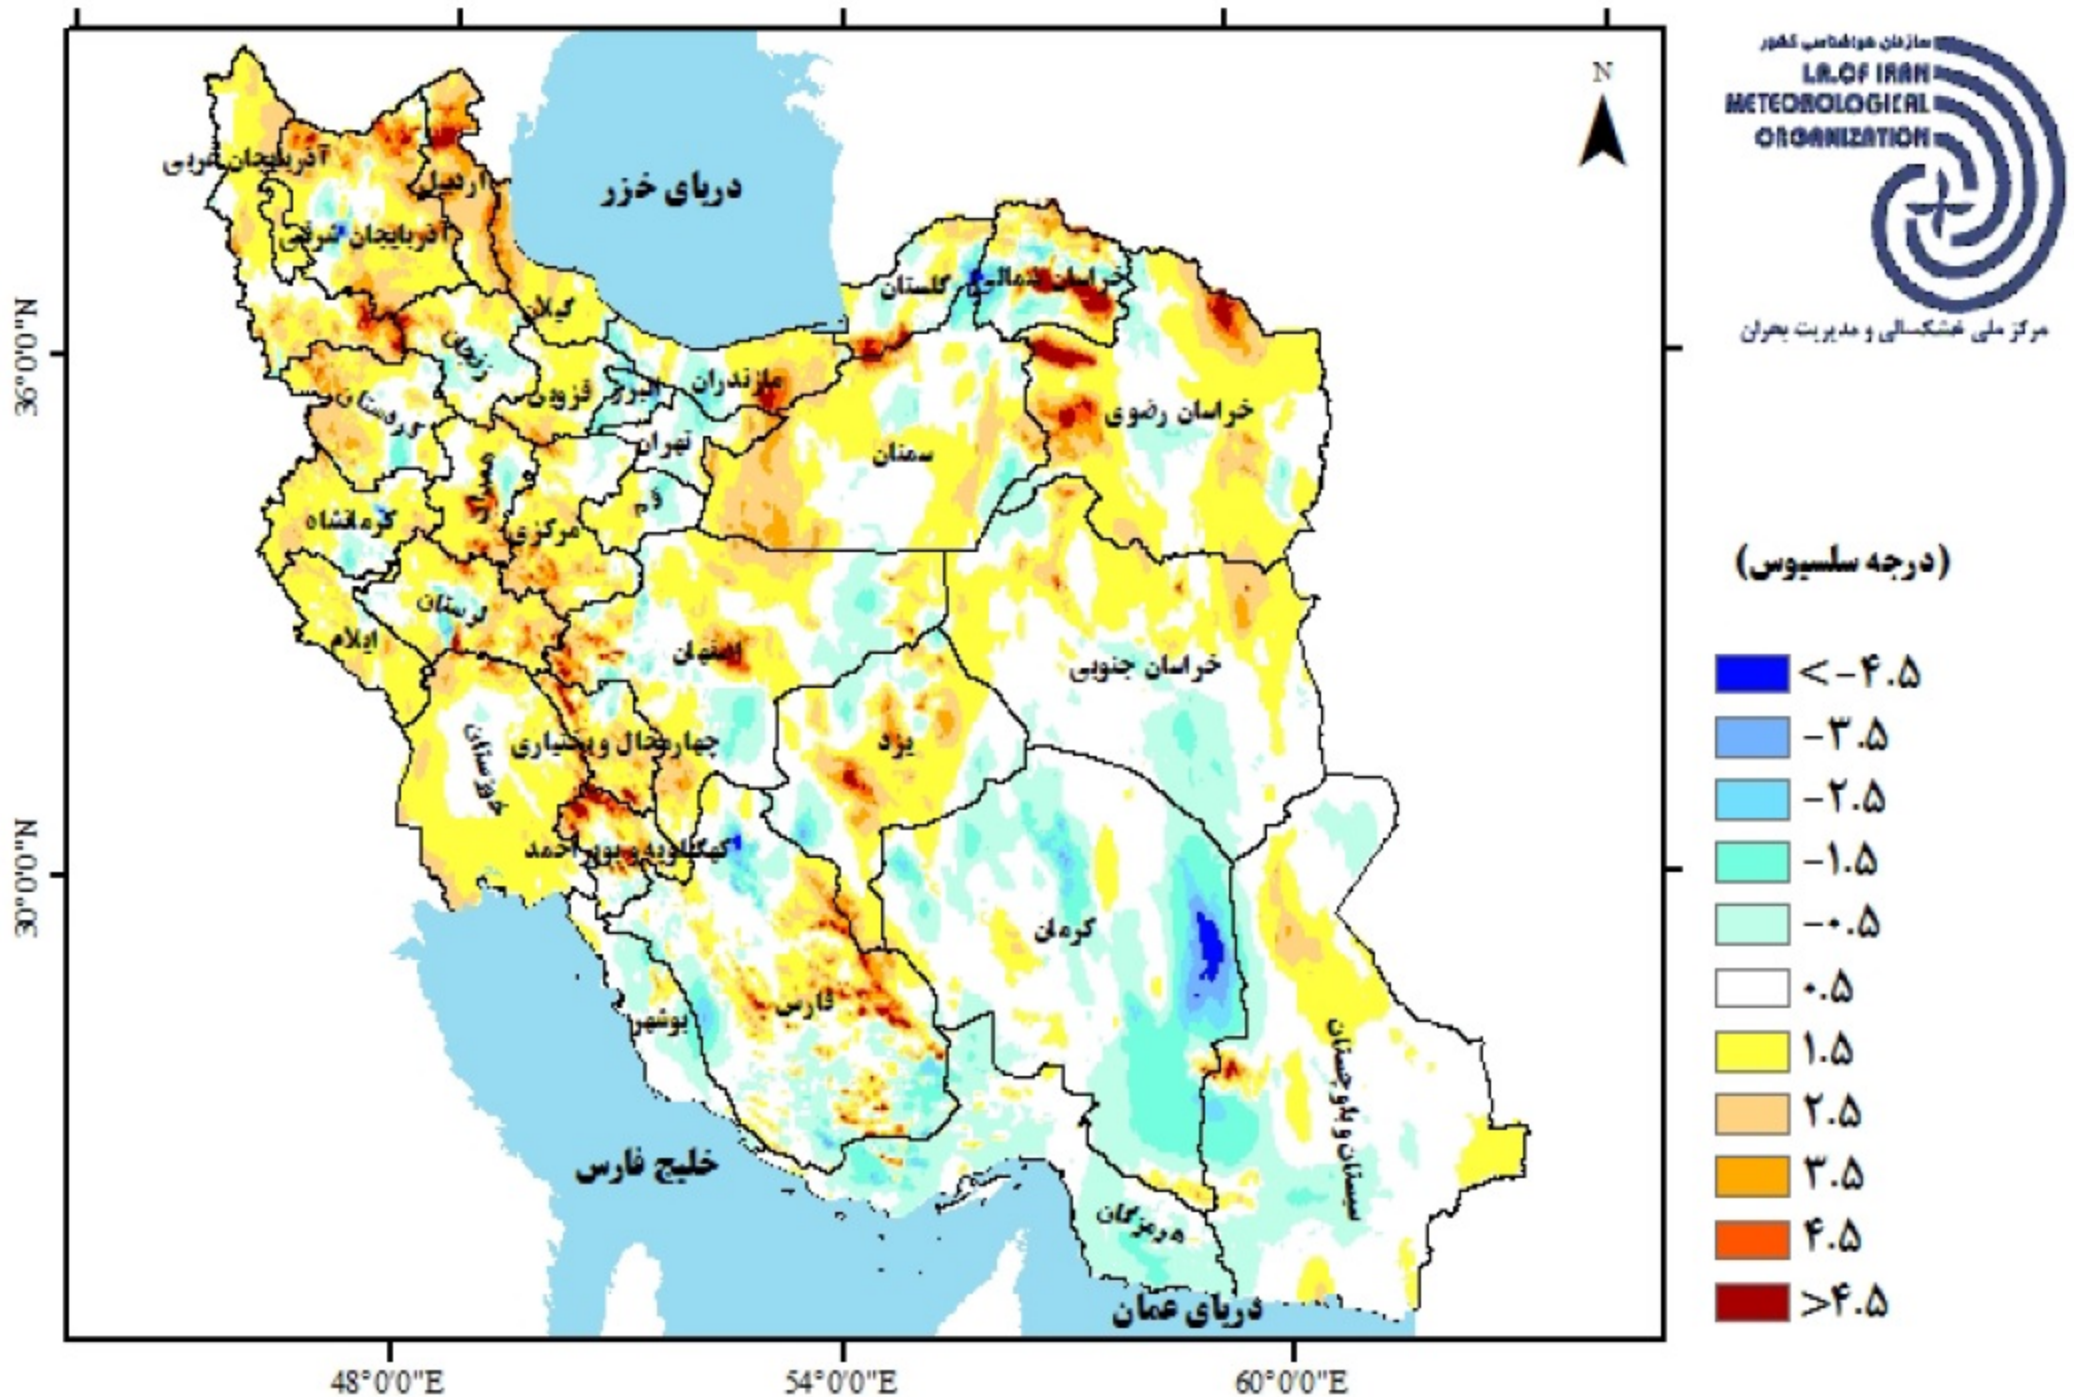 سازمان هواشناسی کشور
I.R.OF IRAN
METEOROLOGICAL
ORGANIZATION
مرکز ملی خشکسالی و مدیریت بحران
N
دریای خزر
آذربایجان غربی
اردبیل
آذربایجان شرقی
گیلان
زنجان
گلستان
خراسان شمالی
مازندران
البرز
قزوین
کردستان
تهران
خراسان رضوی
سمنان
همدان
قم
کرمانشاه
مرکزی
لرستان
ایلام
اصفهان
خراسان جنوبی
خوزستان
چهارمحال و بختیاری
یزد
کهگیلویه و بویر احمد
کرمان
فارس
بوشهر
سیستان و بلوچستان
خلیج فارس
هرمزگان
دریای عمان
36°0'0"N
30°0'0"N
48°0'0"E
54°0'0"E
60°0'0"E
(درجه سلسیوس)
<-۴.۵
-۳.۵
-۲.۵
-۱.۵
-۰.۵
۰.۵
۱.۵
۲.۵
۳.۵
۴.۵
>۴.۵